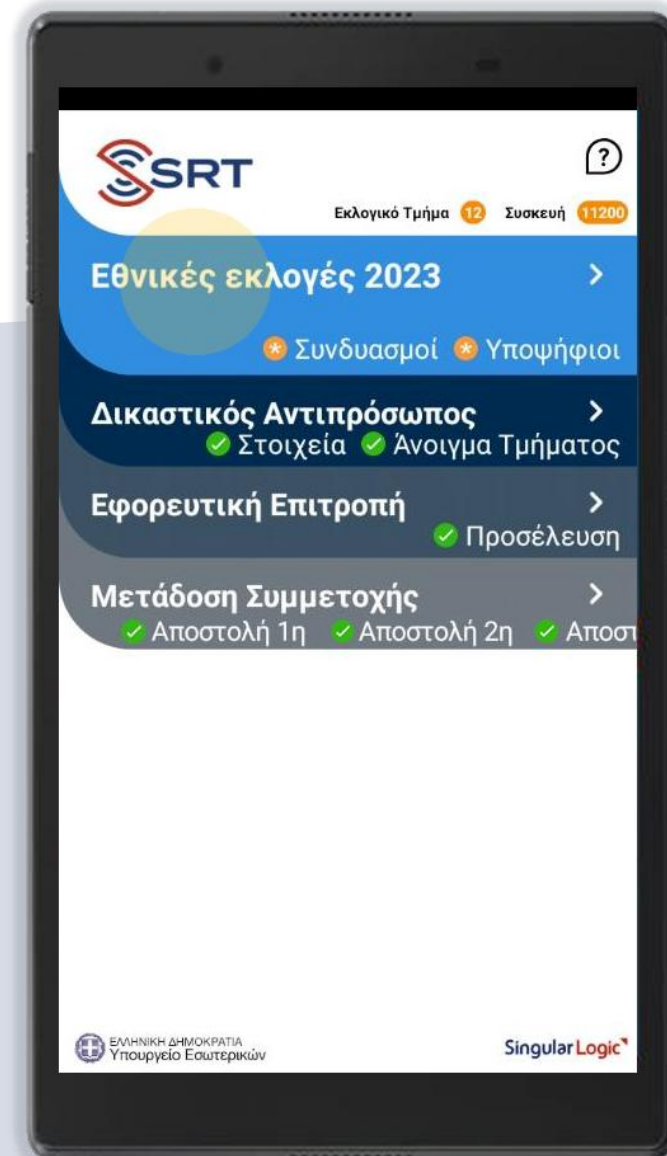 SRT
?
Εκλογικό Τμήμα 12 Συσκευή 11200
Εθνικές εκλογές 2023
Συνδυασμοί Υποψήφιοι
Δικαστικός Αντιπρόσωπος
Στοιχεία Άνοιγμα Τμήματος
Εφορευτική Επιτροπή
Προσέλευση
Μετάδοση Συμμετοχής
Αποστολή 1η Αποστολή 2η Αποστ
ΕΛΛΗΝΙΚΗ ΔΗΜΟΚΡΑΤΙΑ
Υπουργείο Εσωτερικών
SingularLogic